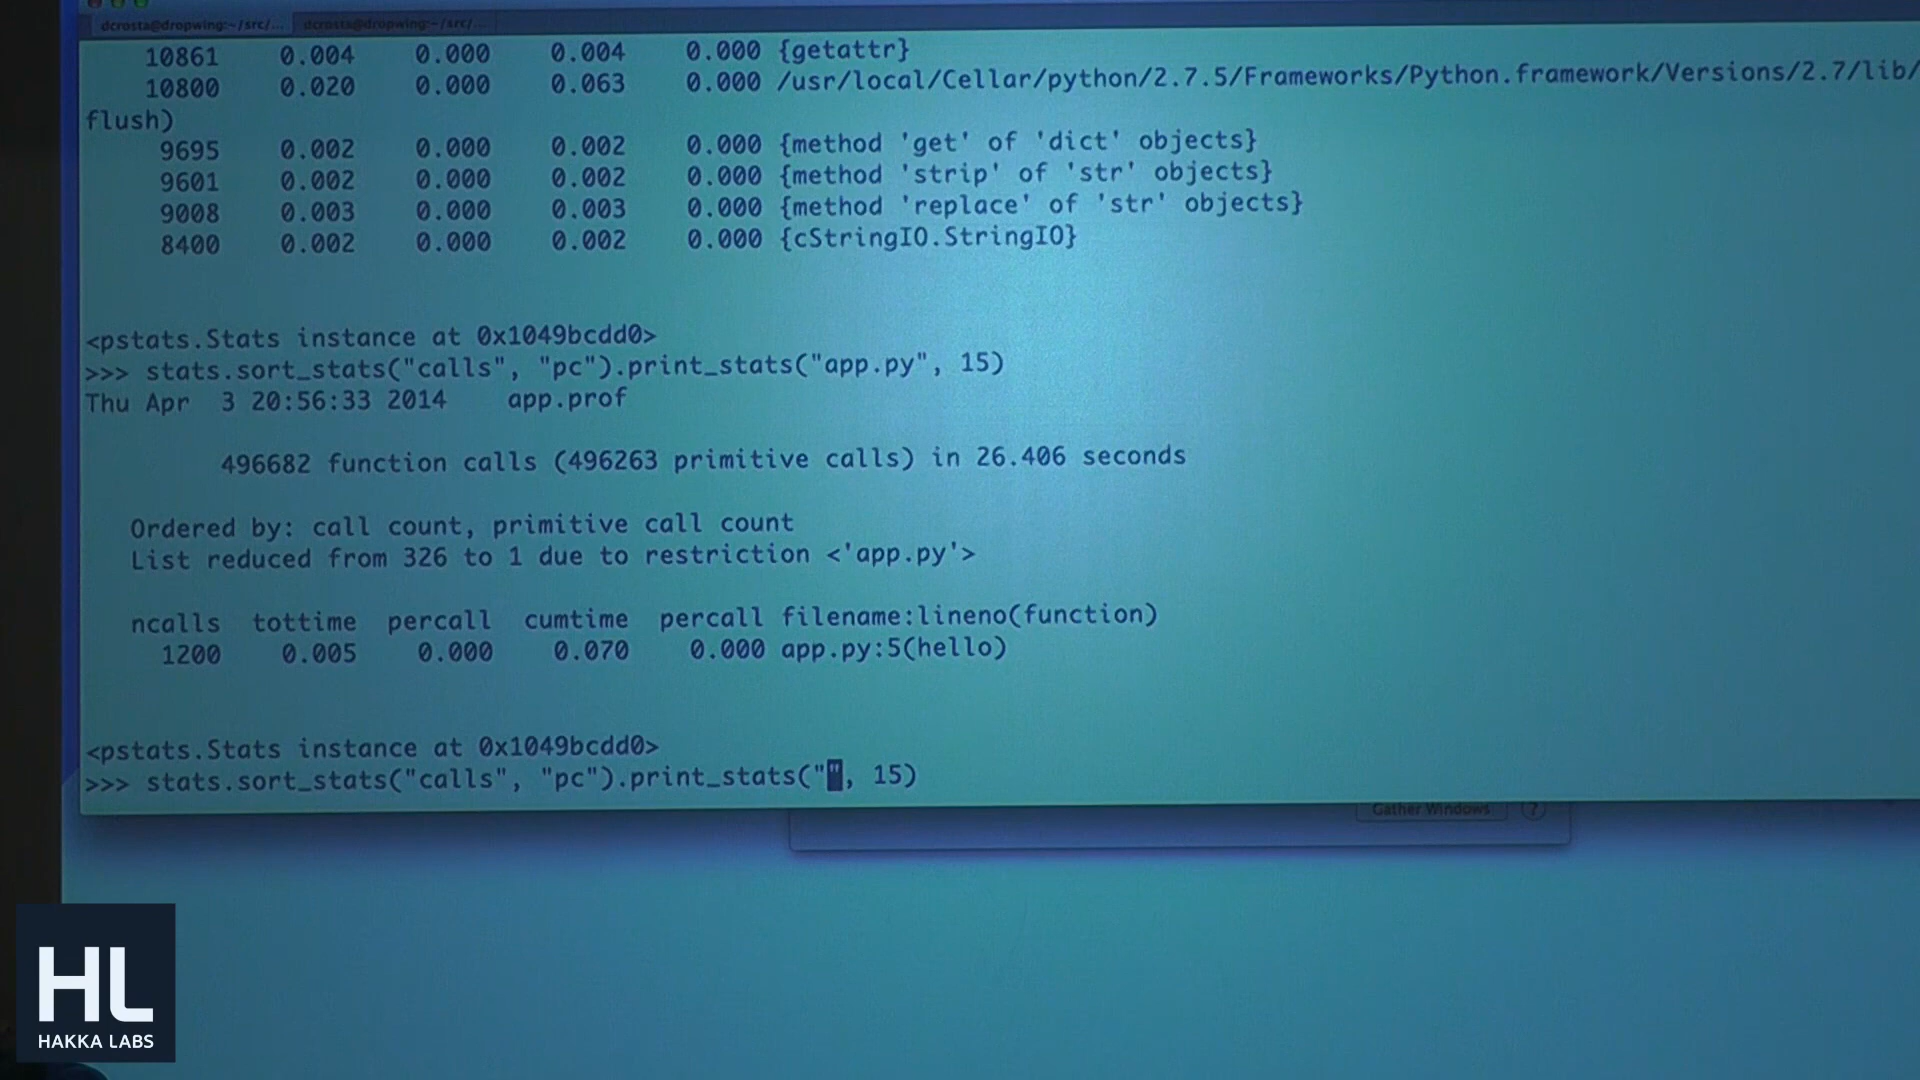 dcrosta@dropwing:~/src/... dcrosta@dropwing:~/src/...
10861 0.004 0.000 0.004 0.000 {getattr}
10800 0.020 0.000 0.063 0.000 /usr/local/Cellar/python/2.7.5/Frameworks/Python.framework/Versions/2.7/lib/
flush)
9695 0.002 0.000 0.002 0.000 {method 'get' of 'dict' objects}
9601 0.002 0.000 0.002 0.000 {method 'strip' of 'str' objects}
9008 0.003 0.000 0.003 0.000 {method 'replace' of 'str' objects}
8400 0.002 0.000 0.002 0.000 {cStringIO.StringIO}
<pstats.Stats instance at 0x1049bcdd0>
>>> stats.sort_stats("calls", "pc").print_stats("app.py", 15)
Thu Apr 3 20:56:33 2014 app.prof
496682 function calls (496263 primitive calls) in 26.406 seconds
Ordered by: call count, primitive call count
List reduced from 326 to 1 due to restriction <'app.py'>
ncalls tottime percall cumtime percall filename:lineno(function)
1200 0.005 0.000 0.070 0.000 app.py:5(hello)
<pstats.Stats instance at 0x1049bcdd0>
>>> stats.sort_stats("calls", "pc").print_stats("", 15)
Gather Windows ?
HL
HAKKA LABS